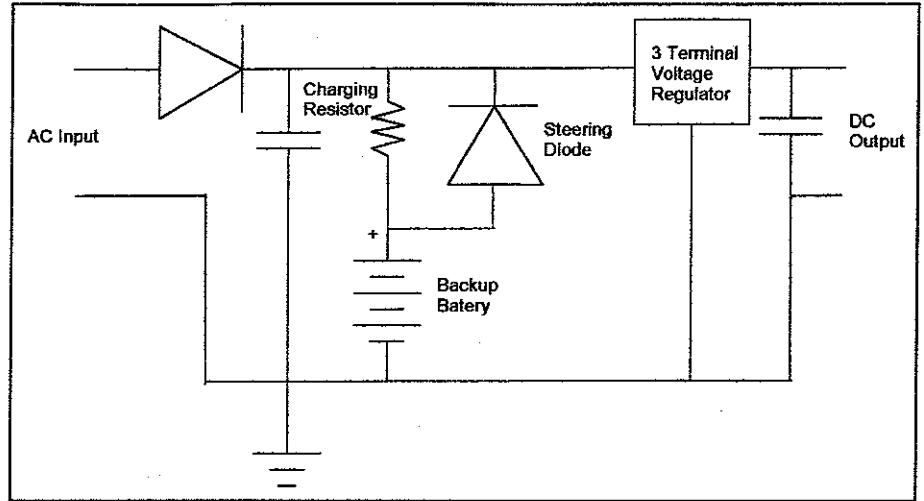 3 Terminal
Voltage
Regulator
Charging
Resistor
AC Input
Steering
Diode
DC
Output
+
Backup
Batery